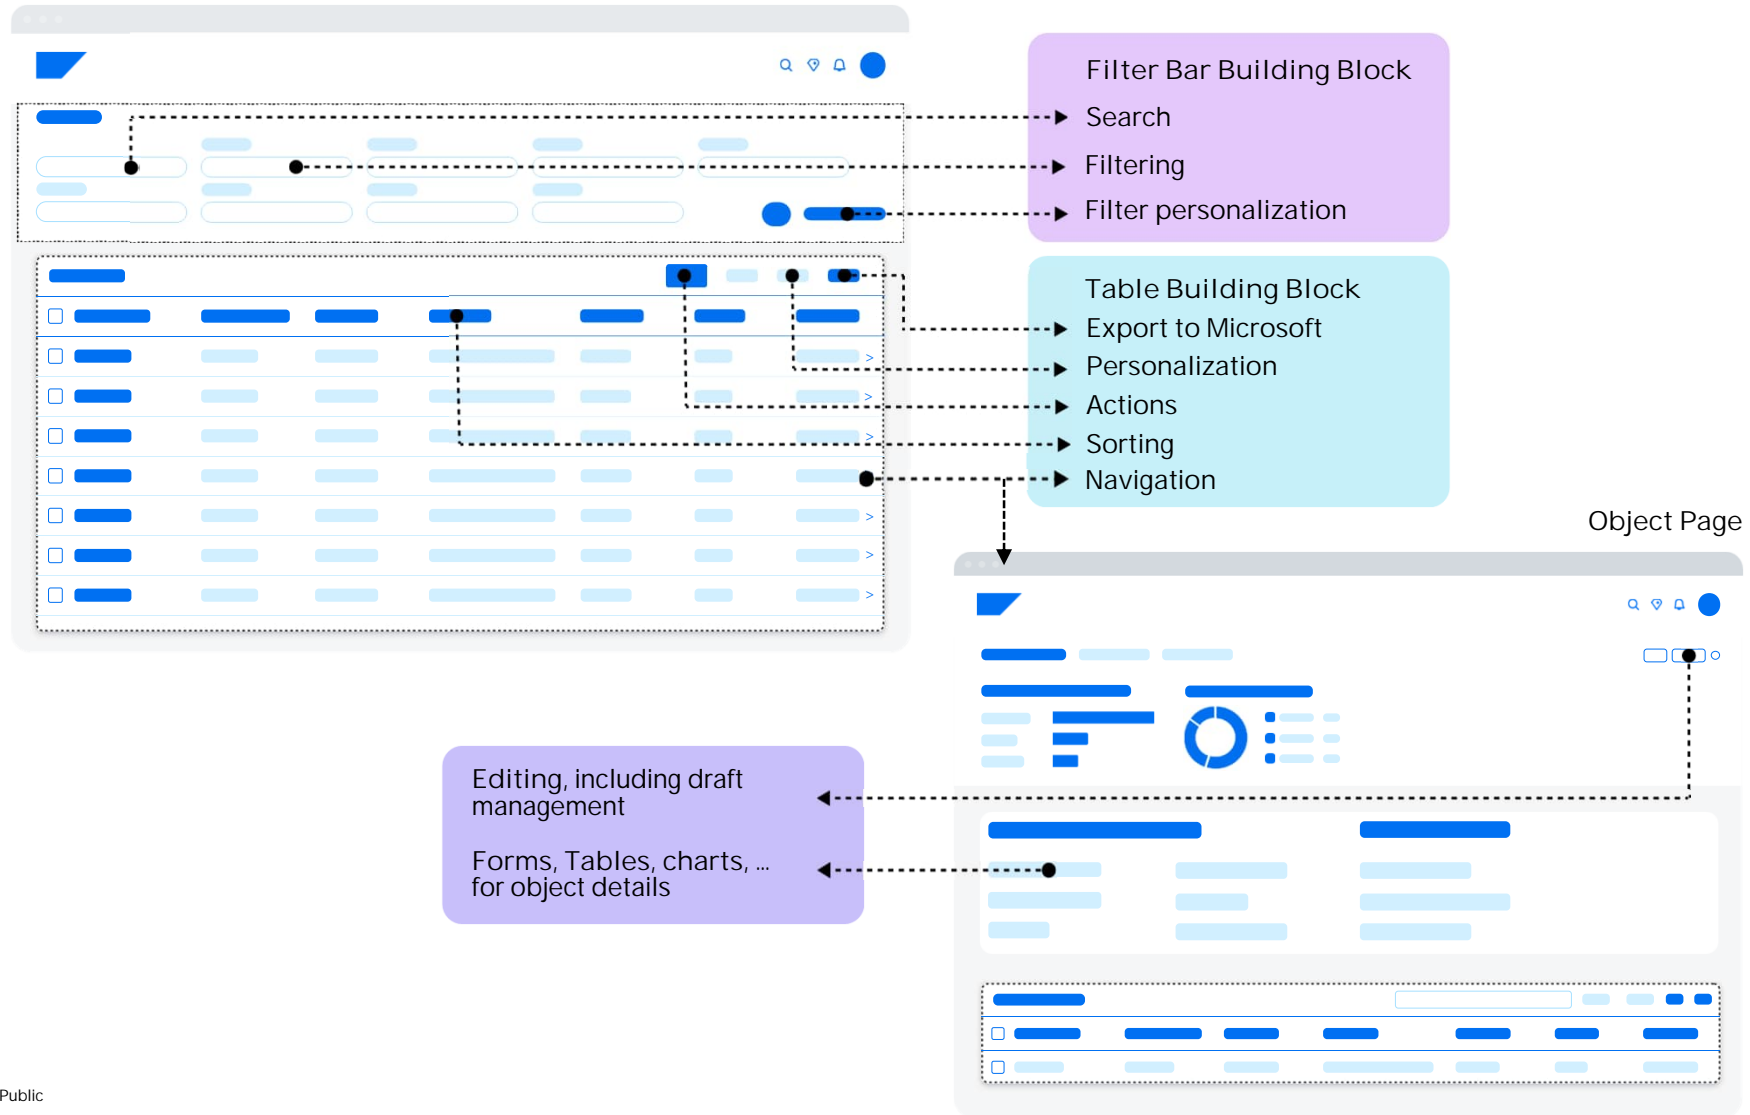 Filter Bar Building Block
Search
Filtering
Filter personalization
Table Building Block
Export to Microsoft
Personalization
Actions
Sorting
Navigation
Object Page
Editing, including draft
management
Forms, Tables, charts, ...
for object details
Public